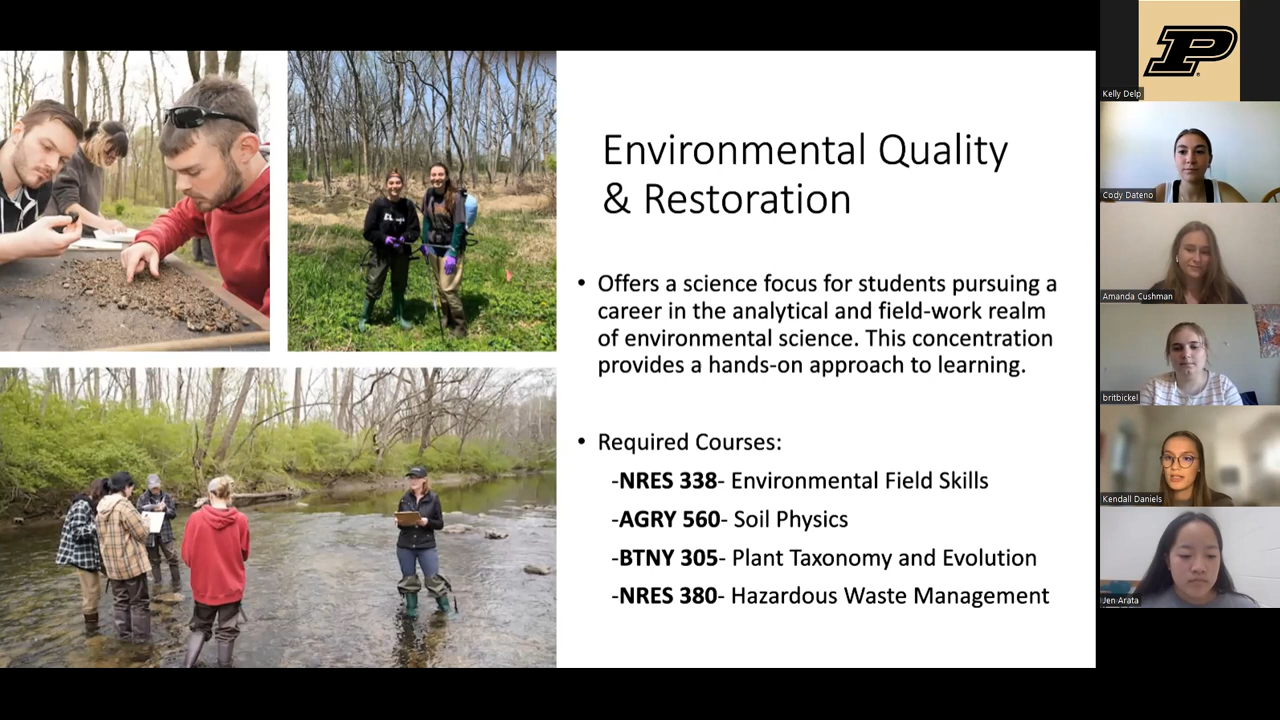 Environmental Quality
& Restoration
• Offers a science focus for students pursuing a
career in the analytical and field-work realm
of environmental science. This concentration
provides a hands-on approach to learning.
• Required Courses:
-NRES 338- Environmental Field Skills
-AGRY 560- Soil Physics
-BTNY 305- Plant Taxonomy and Evolution
-NRES 380- Hazardous Waste Management
P
Kelly Delp
Cody Dateno
Amanda Cushman
britbickel
Kendall Daniels
Jen Arata